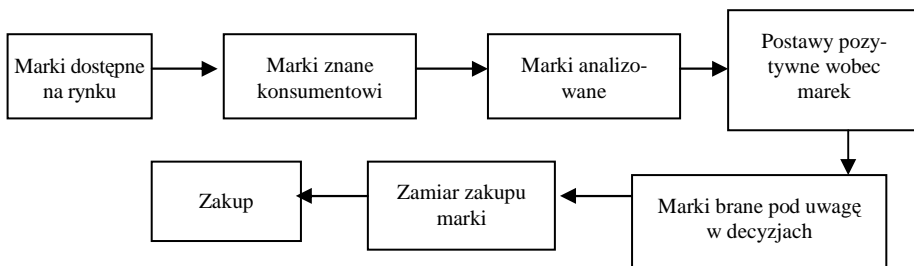 Marki dostępne
na rynku
Marki znane
konsumentowi
Marki analizo-
wane
Postawy pozy-
tywne wobec
marek
Marki brane pod uwagę
w decyzjach
Zamiar zakupu
marki
Zakup